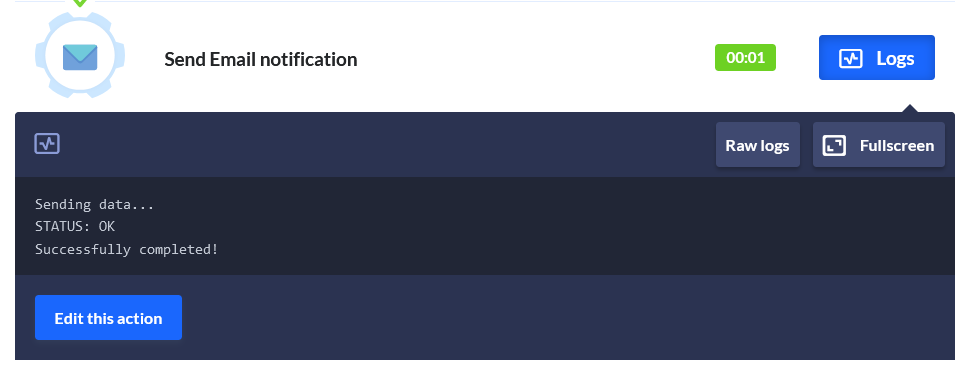 Send Email notification
00:01
Logs
Raw logs
Fullscreen
Sending data...
STATUS: OK
Successfully completed!
Edit this action